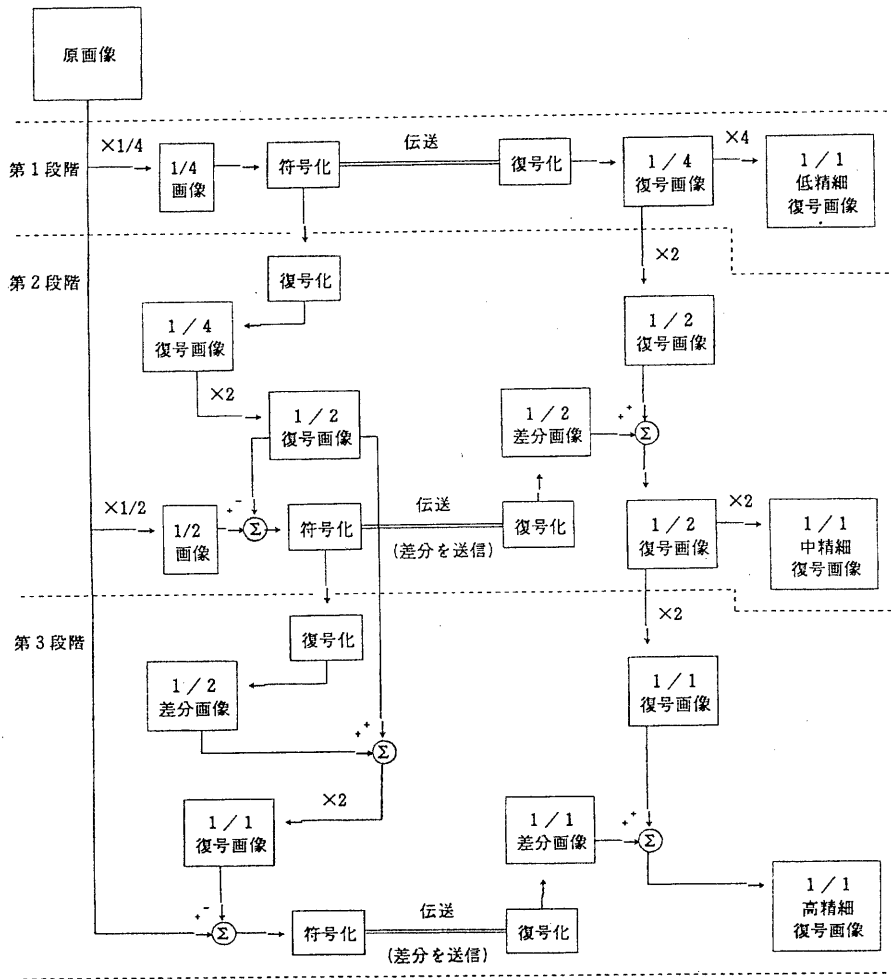 原画像
第1段階
×1/4
1/4
画像
符号化
伝送
復号化
1／4
復号画像
×4
1／1
低精細
復号画像
第2段階
復号化
×2
1／4
復号画像
1／2
復号画像
×2
1／2
復号画像
1／2
差分画像
+ +
Σ
×1/2
1/2
画像
+ -
Σ
符号化
伝送
(差分を送信)
復号化
1／2
復号画像
×2
1／1
中精細
復号画像
第3段階
×2
復号化
1／2
差分画像
+ +
Σ
1／1
復号画像
×2
1／1
復号画像
1／1
差分画像
+ +
Σ
+ -
Σ
符号化
伝送
(差分を送信)
復号化
1／1
高精細
復号画像